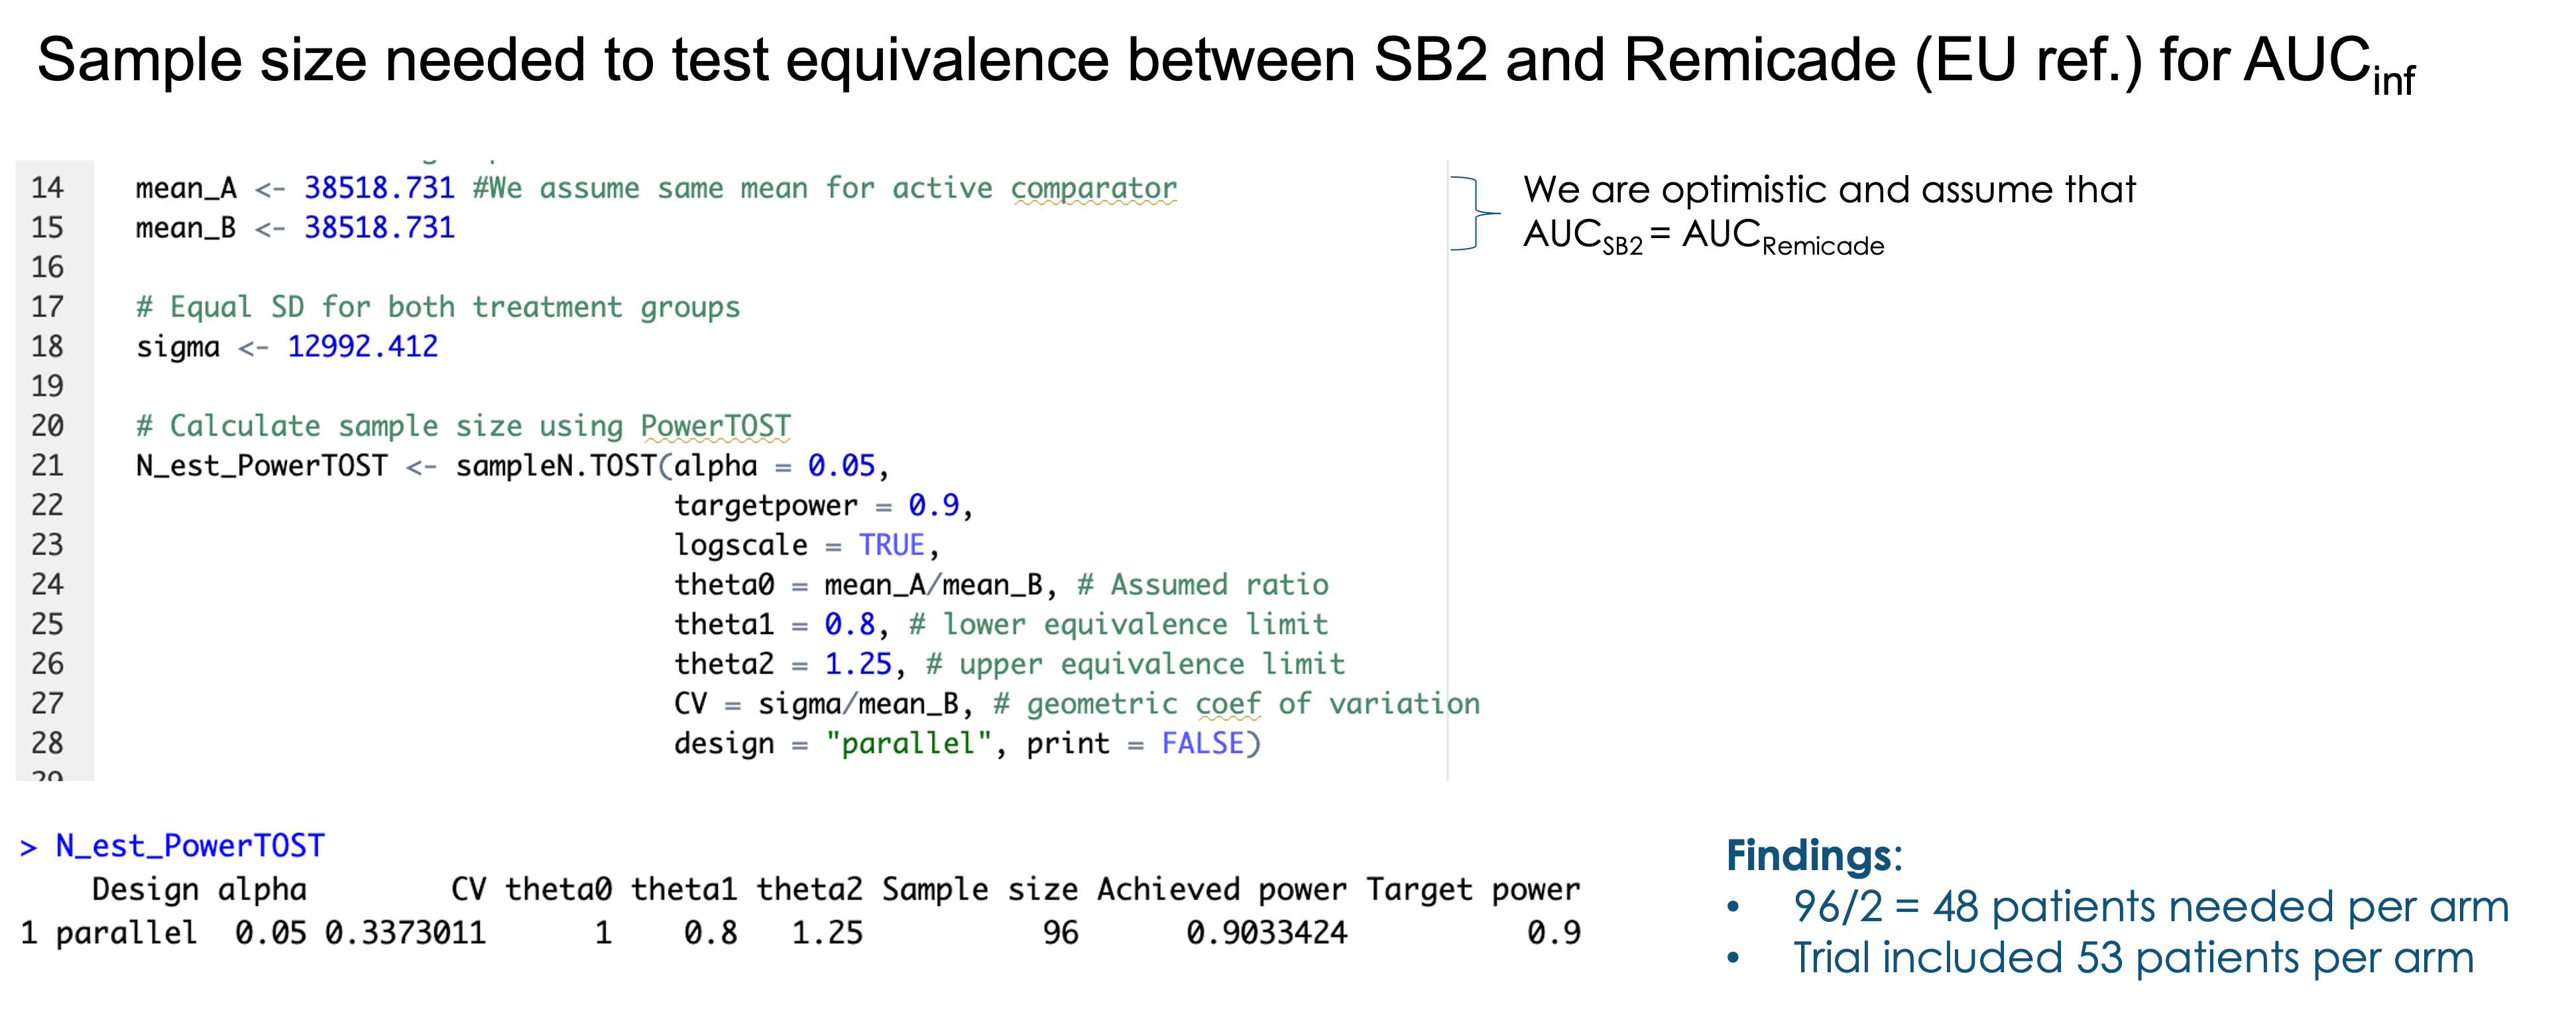 Sample size needed to test equivalence between SB2 and Remicade (EU ref.) for AUCinf
14 mean_A <- 38518.731 #We assume same mean for active comparator
15 mean_B <- 38518.731
16
17 # Equal SD for both treatment groups
18 sigma <- 12992.412
19
20 # Calculate sample size using PowerTOST
21 N_est_PowerTOST <- sampleN.TOST(alpha = 0.05,
22 targetpower = 0.9,
23 logscale = TRUE,
24 theta0 = mean_A/mean_B, # Assumed ratio
25 theta1 = 0.8, # lower equivalence limit
26 theta2 = 1.25, # upper equivalence limit
27 CV = sigma/mean_B, # geometric coef of variation
28 design = "parallel", print = FALSE)
We are optimistic and assume that
AUCSB2 = AUCRemicade
> N_est_PowerTOST
Design alpha CV theta0 theta1 theta2 Sample size Achieved power Target power
1 parallel 0.05 0.3373011 1 0.8 1.25 96 0.9033424 0.9
Findings:
• 96/2 = 48 patients needed per arm
• Trial included 53 patients per arm